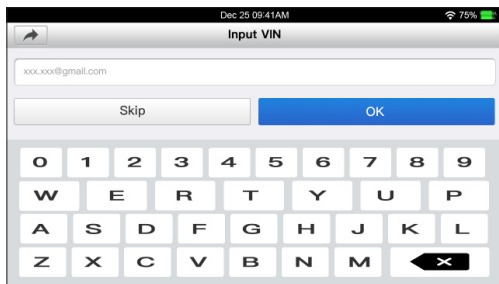 Dec 25 09:41AM 75%
Input VIN
xxx.xxx@gmail.com
Skip OK
0 1 2 3 4 5 6 7 8 9
W E R T Y U P
A S D F G H J K L
Z X C V B N M